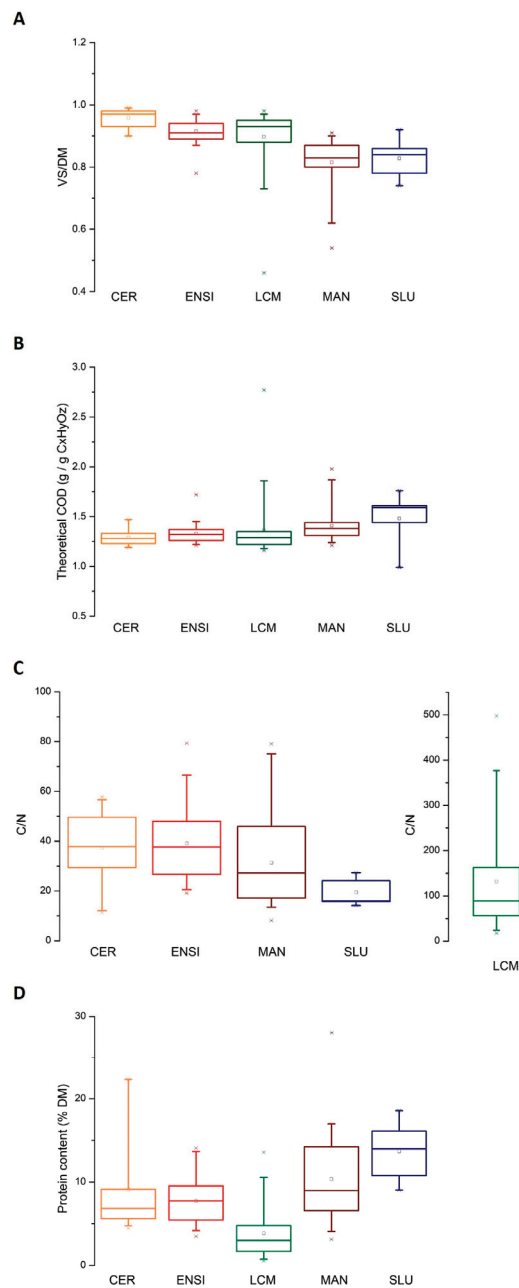 A
VS/DM
1.2
1.0
0.8
0.6
0.4
CER ENSI LCM MAN SLU
B
Theoretical COD (g / g CxHyOz)
3.0
2.5
2.0
1.5
1.0
0.5
CER ENSI LCM MAN SLU
C
C/N
100
80
60
40
20
0
CER ENSI MAN SLU
C/N
500
400
300
200
100
0
LCM
D
Protein content (% DM)
30
20
10
0
CER ENSI LCM MAN SLU